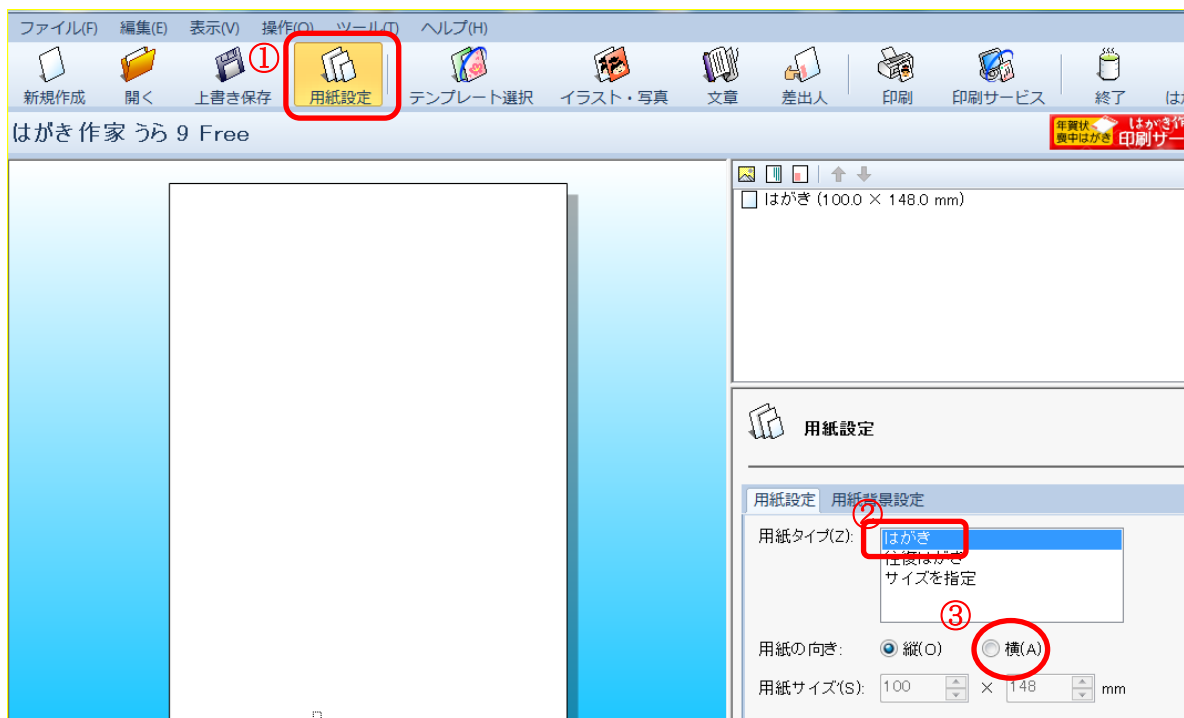 ファイル(F) 編集(E) 表示(V) 操作(O) ツール(T) ヘルプ(H)
①
新規作成 開く 上書き保存 用紙設定 テンプレート選択 イラスト・写真 文章 差出人 印刷 印刷サービス 終了
はがき作家 うら 9 Free
年賀状
喪中はがき
はがき作
印刷サー
はがき (100.0 × 148.0 mm)
用紙設定
用紙設定 用紙背景設定
②
用紙タイプ(Z): はがき
往復はがき
サイズを指定
③
用紙の向き: 縦(O) 横(A)
用紙サイズ(S): 100 × 148 mm